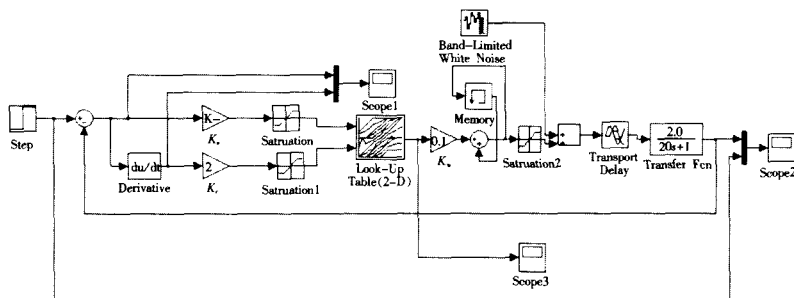 Band-Limited
White Noise
Step
K-
Kₑ
Satruation
du/dt
Derivative
2
Satruation1
Scope1
Look-Up
Table(2-D)
0.1
Kᵤ
Memory
Satruation2
Transport
Delay
2.0
20s+1
Transfer Fcn
Scope2
Scope3